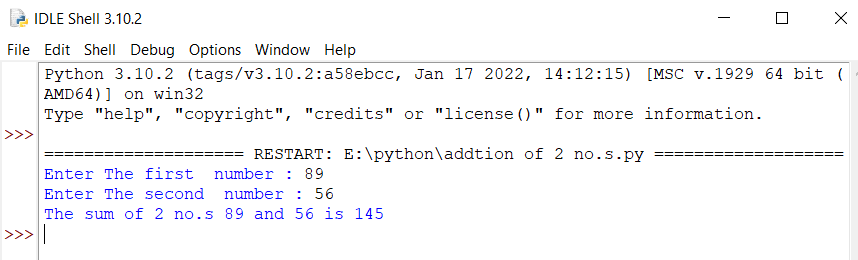 IDLE Shell 3.10.2
File Edit Shell Debug Options Window Help
Python 3.10.2 (tags/v3.10.2:a58ebcc, Jan 17 2022, 14:12:15) [MSC v.1929 64 bit (
AMD64)] on win32
Type "help", "copyright", "credits" or "license()" for more information.
>>>
==================== RESTART: E:\python\addtion of 2 no.s.py ===================
Enter The first  number : 89
Enter The second  number : 56
The sum of 2 no.s 89 and 56 is 145
>>>